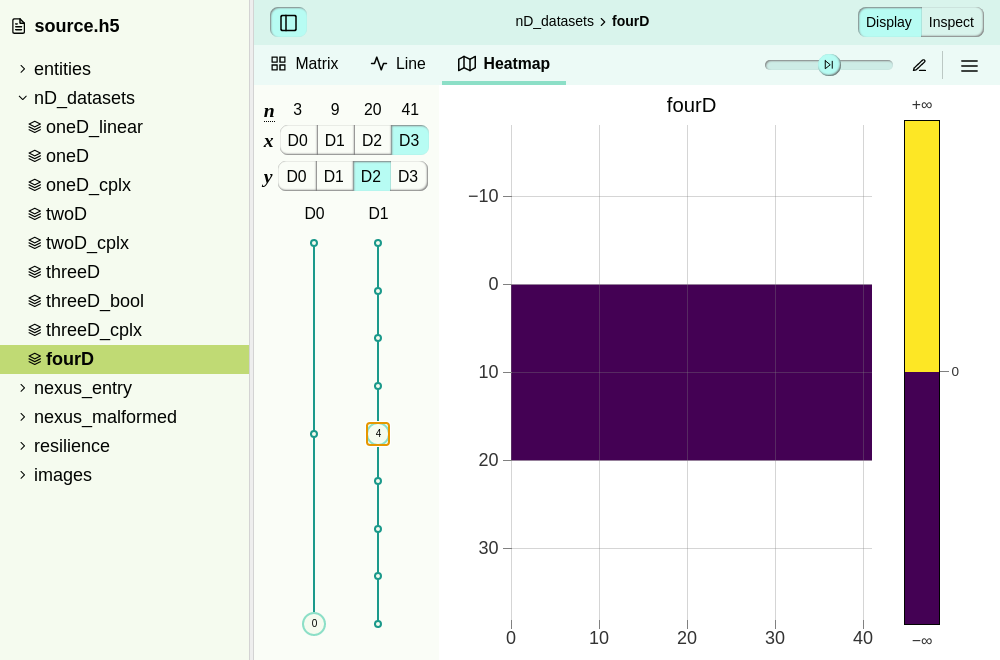 source.h5
entities
nD_datasets
oneD_linear
oneD
oneD_cplx
twoD
twoD_cplx
threeD
threeD_bool
threeD_cplx
fourD
nexus_entry
nexus_malformed
resilience
images
nD_datasets › fourD
Display Inspect
Matrix Line Heatmap
n 3 9 20 41
x D0 D1 D2 D3
y D0 D1 D2 D3
D0 D1
4
0
fourD
−10
0
10
20
30
0 10 20 30 40
+∞
0
−∞